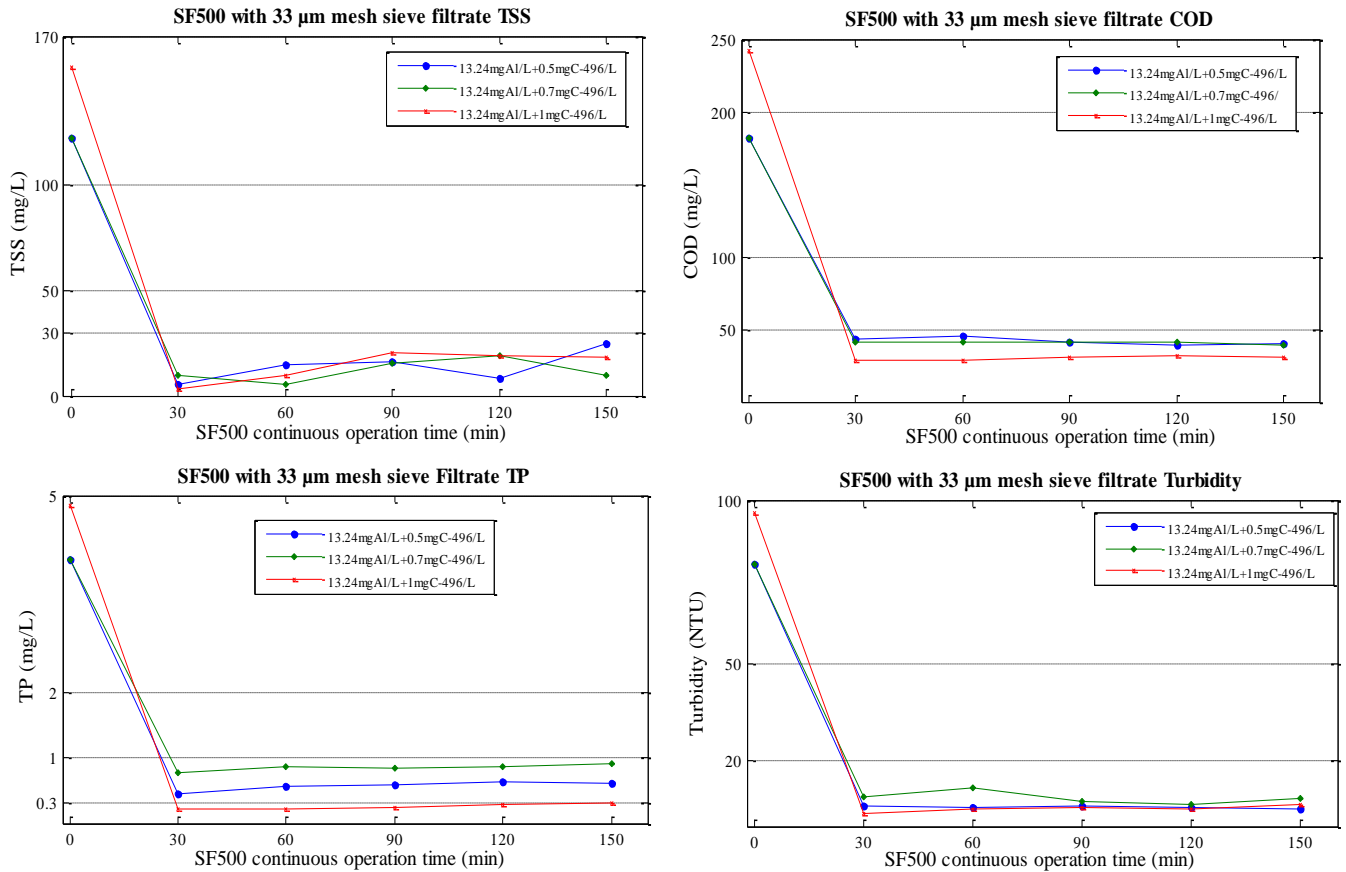 SF500 with 33 µm mesh sieve filtrate TSS
170
100
50
30
0
TSS (mg/L)
13.24mgAl/L+0.5mgC-496/L
13.24mgAl/L+0.7mgC-496/L
13.24mgAl/L+1mgC-496/L
0 30 60 90 120 150
SF500 continuous operation time (min)
SF500 with 33 µm mesh sieve filtrate COD
250
200
100
50
COD (mg/L)
13.24mgAl/L+0.5mgC-496/L
13.24mgAl/L+0.7mgC-496/
13.24mgAl/L+1mgC-496/L
0 30 60 90 120 150
SF500 continuous operation time (min)
SF500 with 33 µm mesh sieve Filtrate TP
5
2
1
0.3
TP (mg/L)
13.24mgAl/L+0.5mgC-496/L
13.24mgAl/L+0.7mgC-496/L
13.24mgAl/L+1mgC-496/L
0 30 60 90 120 150
SF500 continuous operation time (min)
SF500 with 33 µm mesh sieve filtrate Turbidity
100
50
20
Turbidity (NTU)
13.24mgAl/L+0.5mgC-496/L
13.24mgAl/L+0.7mgC-496/L
13.24mgAl/L+1mgC-496/L
0 30 60 90 120 150
SF500 continuous operation time (min)